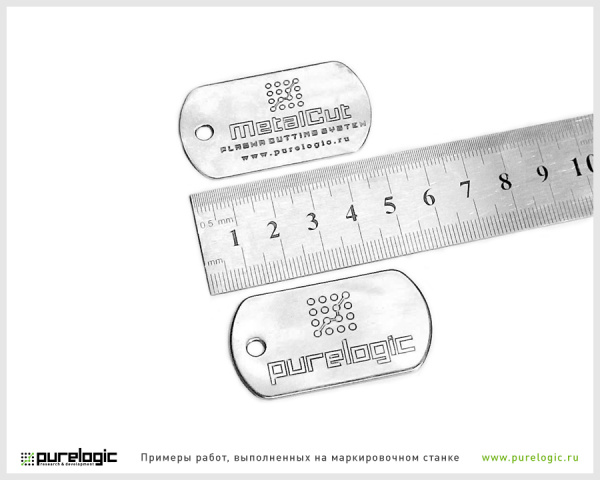 MetalCut
PLASMA CUTTING SYSTEM
www.purelogic.ru
0.5 mm
1 2 3 4 5 6 7 8 9 10
mm
purelogic
purelogic
research & development
Примеры работ, выполненных на маркировочном станке
www.purelogic.ru